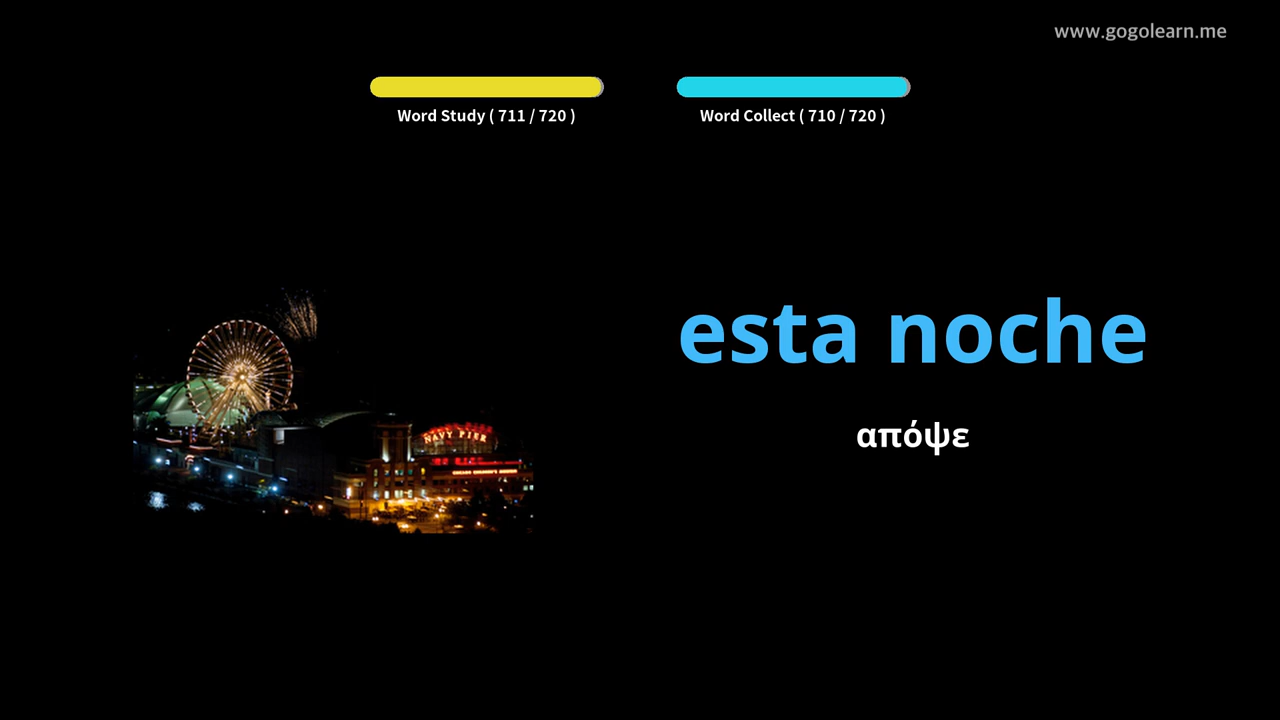 www.gogolearn.me
Word Study ( 711 / 720 )
Word Collect ( 710 / 720 )
esta noche
απόψε
NAVY PIER